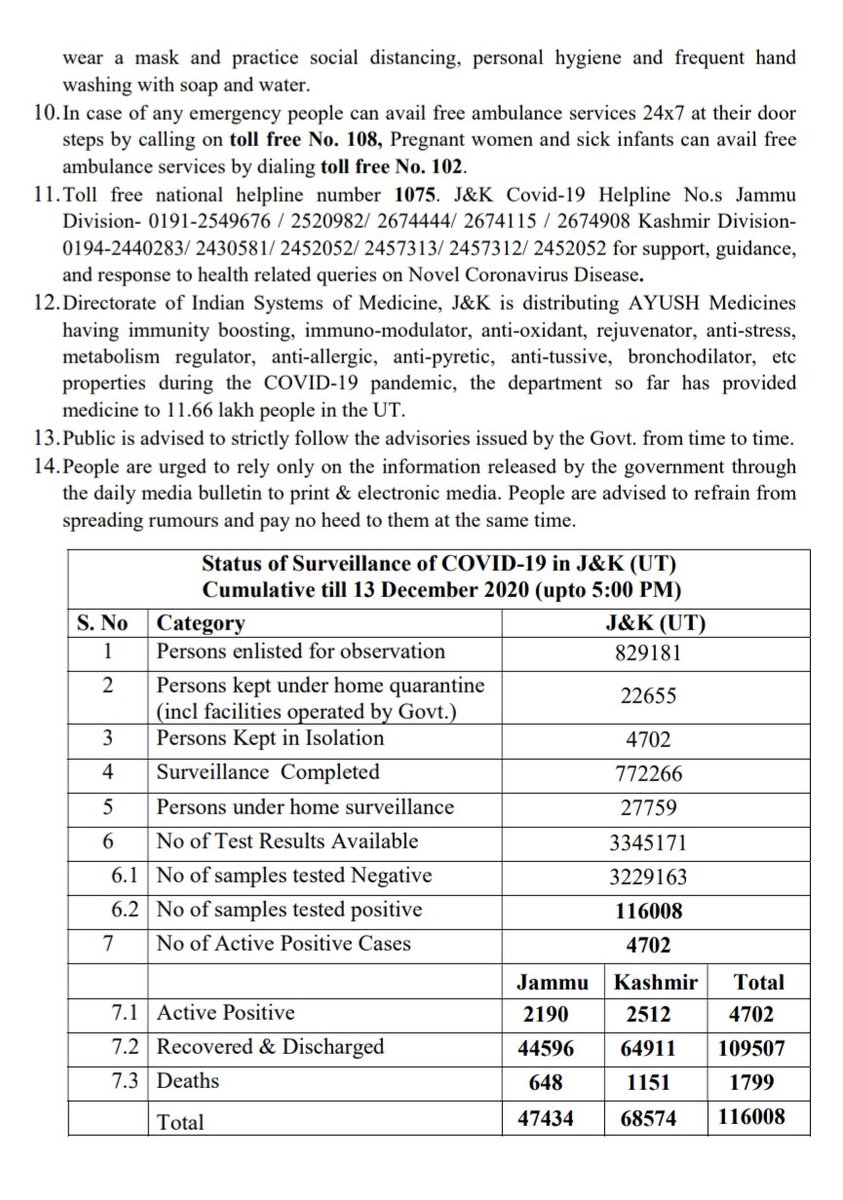 wear a mask and practice social distancing, personal hygiene and frequent hand
washing with soap and water.
10. In case of any emergency people can avail free ambulance services 24x7 at their door
steps by calling on toll free No. 108, Pregnant women and sick infants can avail free
ambulance services by dialing toll free No. 102.
11. Toll free national helpline number 1075. J&K Covid-19 Helpline No.s Jammu
Division- 0191-2549676 / 2520982/ 2674444/ 2674115 / 2674908 Kashmir Division-
0194-2440283/ 2430581/ 2452052/ 2457313/ 2457312/ 2452052 for support, guidance,
and response to health related queries on Novel Coronavirus Disease.
12. Directorate of Indian Systems of Medicine, J&K is distributing AYUSH Medicines
having immunity boosting, immuno-modulator, anti-oxidant, rejuvenator, anti-stress,
metabolism regulator, anti-allergic, anti-pyretic, anti-tussive, bronchodilator, etc
properties during the COVID-19 pandemic, the department so far has provided
medicine to 11.66 lakh people in the UT.
13. Public is advised to strictly follow the advisories issued by the Govt. from time to time.
14. People are urged to rely only on the information released by the government through
the daily media bulletin to print & electronic media. People are advised to refrain from
spreading rumours and pay no heed to them at the same time.
Status of Surveillance of COVID-19 in J&K (UT)
Cumulative till 13 December 2020 (upto 5:00 PM)
S. No Category J&K (UT)
1 Persons enlisted for observation 829181
2 Persons kept under home quarantine
(incl facilities operated by Govt.) 22655
3 Persons Kept in Isolation 4702
4 Surveillance Completed 772266
5 Persons under home surveillance 27759
6 No of Test Results Available 3345171
6.1 No of samples tested Negative 3229163
6.2 No of samples tested positive 116008
7 No of Active Positive Cases 4702
Jammu Kashmir Total
7.1 Active Positive 2190 2512 4702
7.2 Recovered & Discharged 44596 64911 109507
7.3 Deaths 648 1151 1799
Total 47434 68574 116008